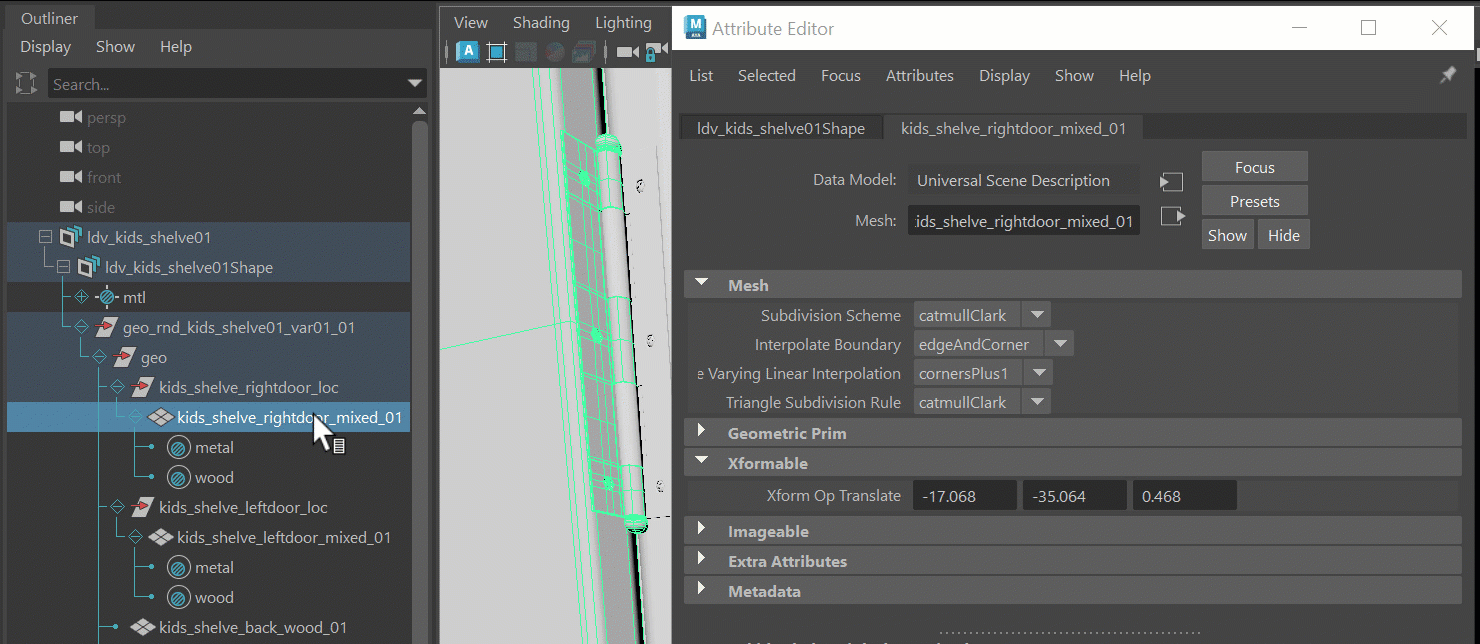 Outliner
Display Show Help
Search...
persp
top
front
side
ldv_kids_shelve01
ldv_kids_shelve01Shape
mtl
geo_rnd_kids_shelve01_var01_01
geo
kids_shelve_rightdoor_loc
kids_shelve_rightdoor_mixed_01
metal
wood
kids_shelve_leftdoor_loc
kids_shelve_leftdoor_mixed_01
metal
wood
kids_shelve_back_wood_01
View Shading Lighting
A
M
Attribute Editor
List Selected Focus Attributes Display Show Help
ldv_kids_shelve01Shape kids_shelve_rightdoor_mixed_01
Data Model: Universal Scene Description
Mesh: :ids_shelve_rightdoor_mixed_01
Focus
Presets
Show Hide
Mesh
Subdivision Scheme catmullClark
Interpolate Boundary edgeAndCorner
e Varying Linear Interpolation cornersPlus1
Triangle Subdivision Rule catmullClark
Geometric Prim
Xformable
Xform Op Translate -17.068 -35.064 0.468
Imageable
Extra Attributes
Metadata